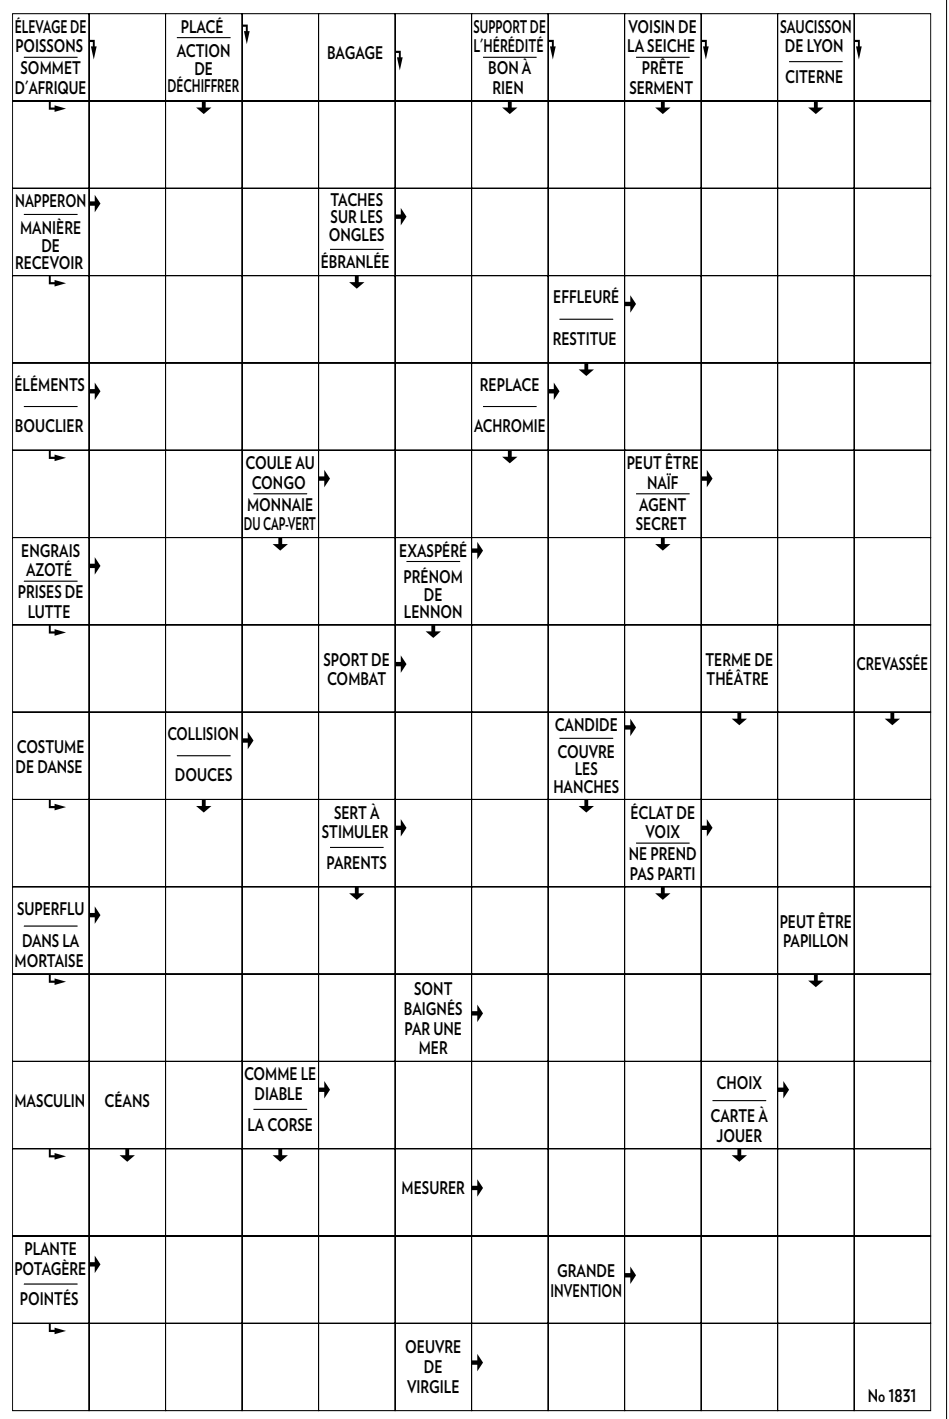 ÉLEVAGE DE
POISSONS
SOMMET
D'AFRIQUE
PLACÉ
ACTION
DE
DÉCHIFFRER
BAGAGE
SUPPORT DE
L'HÉRÉDITÉ
BON À
RIEN
VOISIN DE
LA SEICHE
PRÊTE
SERMENT
SAUCISSON
DE LYON
CITERNE
NAPPERON
MANIÈRE
DE
RECEVOIR
TACHES
SUR LES
ONGLES
ÉBRANLÉE
EFFLEURÉ
RESTITUE
ÉLÉMENTS
BOUCLIER
REPLACE
ACHROMIE
COULE AU
CONGO
MONNAIE
DU CAP-VERT
PEUT ÊTRE
NAÏF
AGENT
SECRET
ENGRAIS
AZOTÉ
PRISES DE
LUTTE
EXASPÉRÉ
PRÉNOM
DE
LENNON
SPORT DE
COMBAT
TERME DE
THÉÂTRE
CREVASSÉE
COSTUME
DE DANSE
COLLISION
DOUCES
CANDIDE
COUVRE
LES
HANCHES
SERT À
STIMULER
PARENTS
ÉCLAT DE
VOIX
NE PREND
PAS PARTI
SUPERFLU
DANS LA
MORTAISE
PEUT ÊTRE
PAPILLON
SONT
BAIGNÉS
PAR UNE
MER
MASCULIN
CÉANS
COMME LE
DIABLE
LA CORSE
CHOIX
CARTE À
JOUER
MESURER
PLANTE
POTAGÈRE
POINTÉS
GRANDE
INVENTION
OEUVRE
DE
VIRGILE
No 1831